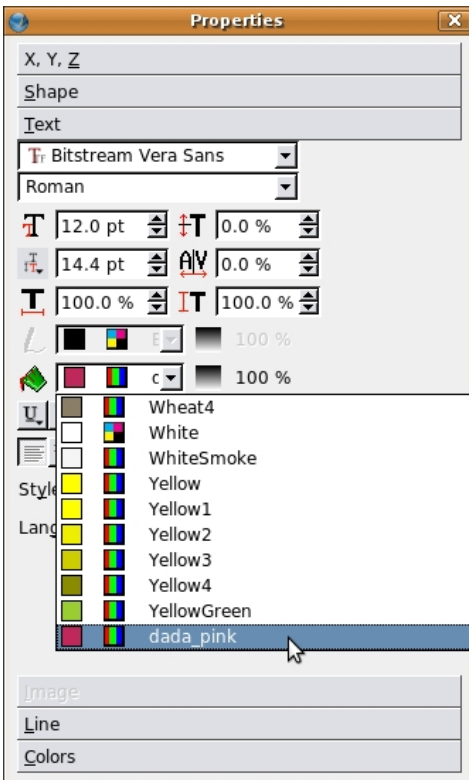 Properties
X, Y, Z
Shape
Text
Bitstream Vera Sans
Roman
12.0 pt 0.0 %
14.4 pt 0.0 %
100.0 % 100.0 %
100 %
100 %
Wheat4
White
WhiteSmoke
Yellow
Yellow1
Yellow2
Yellow3
Yellow4
YellowGreen
dada_pink
Image
Line
Colors